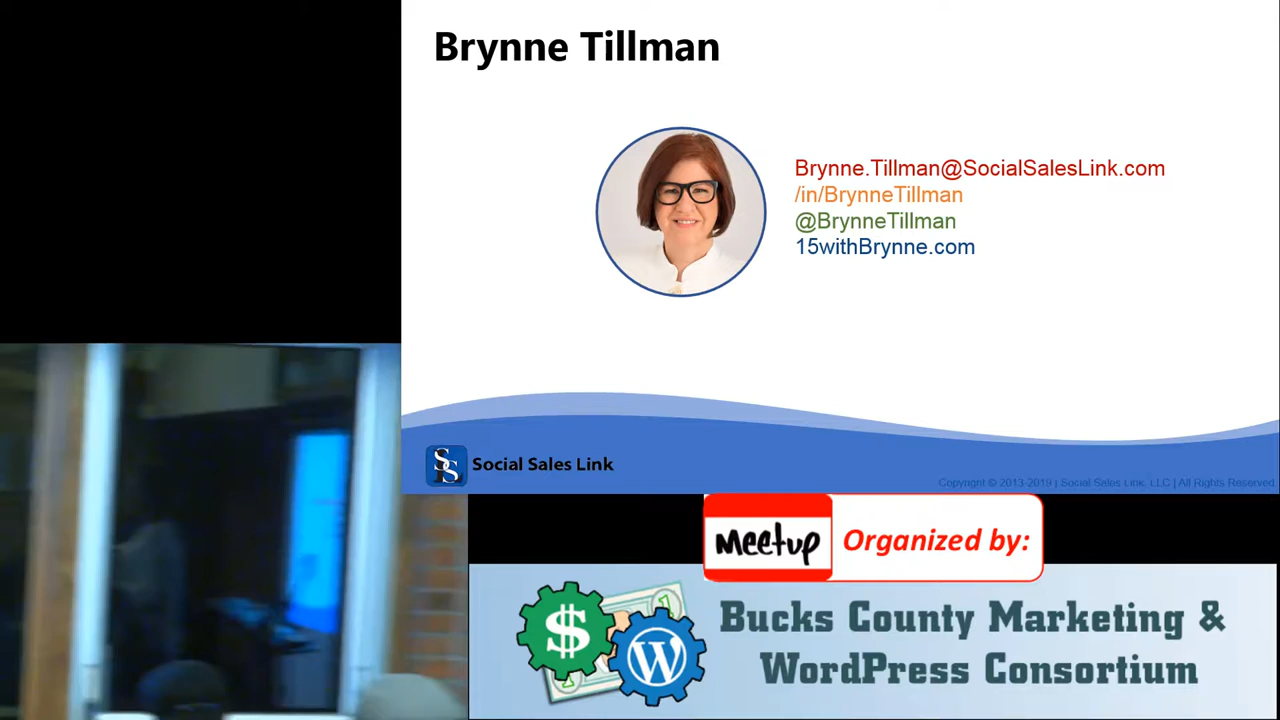 Brynne Tillman
Brynne.Tillman@SocialSalesLink.com
/in/BrynneTillman
@BrynneTillman
15withBrynne.com
Social Sales Link
Copyright © 2013-2019 | Social Sales Link, LLC | All Rights Reserved
Meetup
Organized by:
Bucks County Marketing &
WordPress Consortium